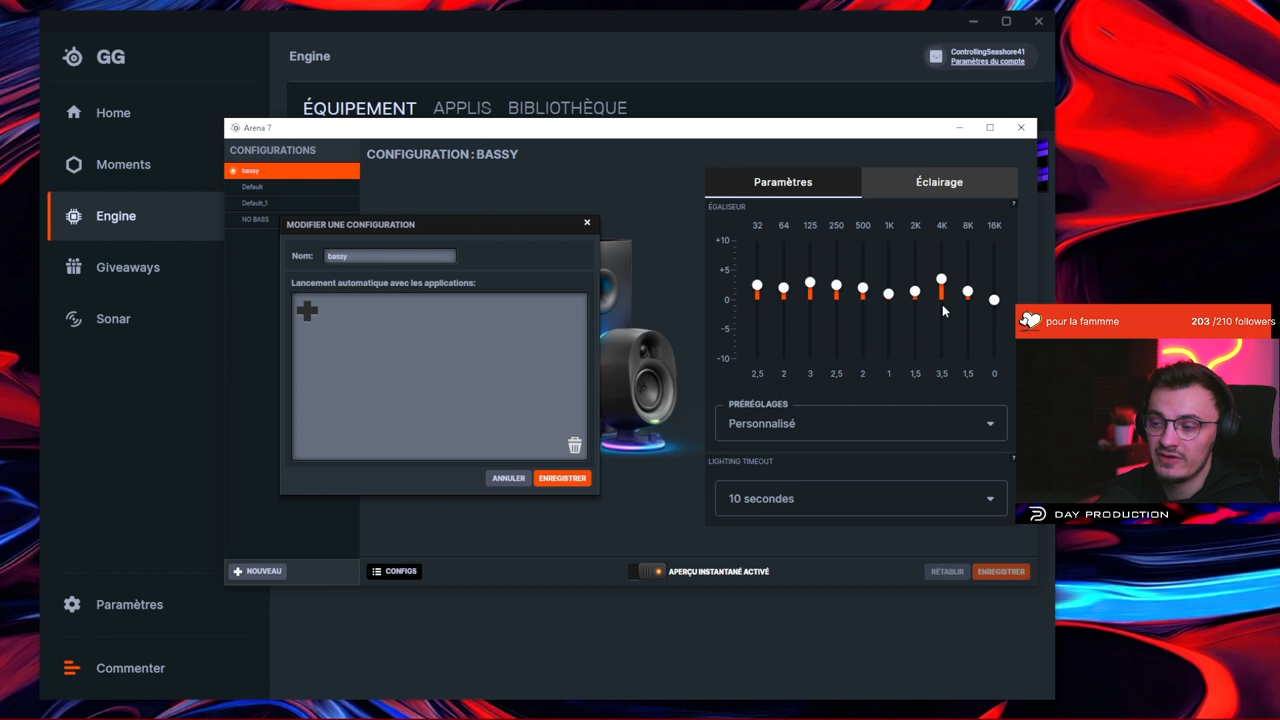 GG
Engine
ControllingSeashore41
Paramètres du compte
Home
Moments
Engine
Giveaways
Sonar
Paramètres
Commenter
ÉQUIPEMENT APPLIS BIBLIOTHÈQUE
Arena 7
CONFIGURATIONS
bassy
Default
Default_1
NO BASS
CONFIGURATION : BASSY
MODIFIER UNE CONFIGURATION
Nom: bassy
Lancement automatique avec les applications:
ANNULER ENREGISTRER
Paramètres Éclairage
ÉGALISEUR ?
32 64 125 250 500 1K 2K 4K 8K 16K
+10
+5
0
-5
-10
2,5 2 3 2,5 2 1 1,5 3,5 1,5 0
PRÉRÉGLAGES
Personnalisé
LIGHTING TIMEOUT ?
10 secondes
NOUVEAU
CONFIGS
APERÇU INSTANTANÉ ACTIVÉ
RÉTABLIR ENREGISTRER
pour la fammme 203 /210 followers
DAY PRODUCTION